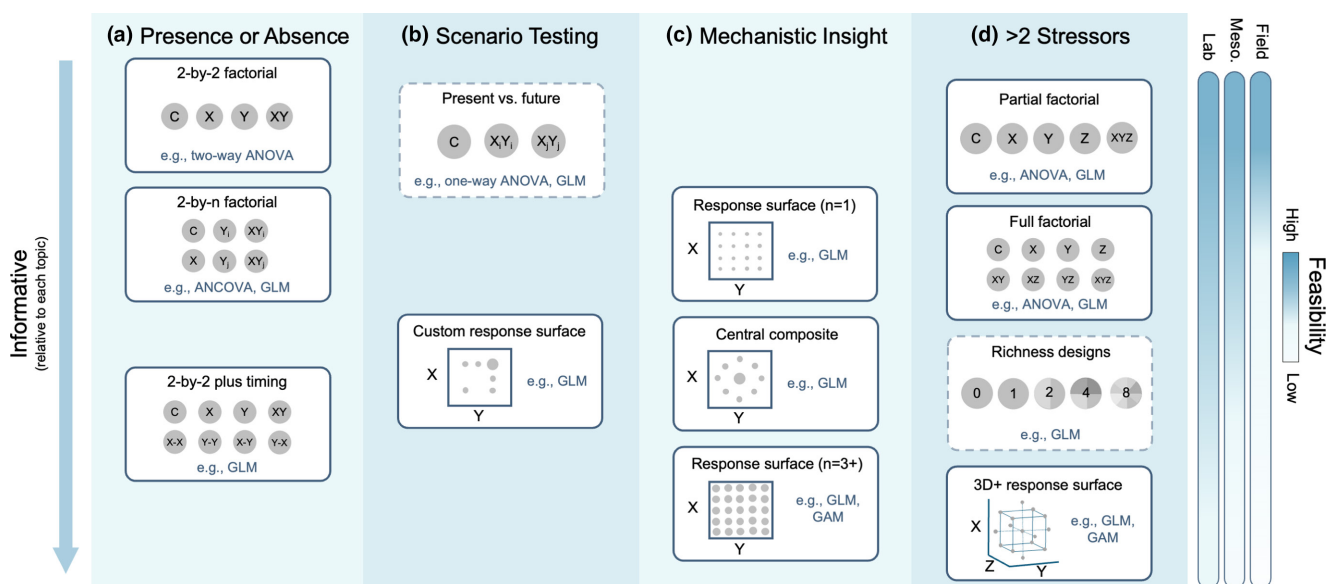 (a) Presence or Absence
2-by-2 factorial
C X Y XY
e.g., two-way ANOVA
2-by-n factorial
C Yi XYi
X Yj XYj
e.g., ANCOVA, GLM
2-by-2 plus timing
C X Y XY
X-X Y-Y X-Y Y-X
e.g., GLM
(b) Scenario Testing
Present vs. future
C XiYi XjYj
e.g., one-way ANOVA, GLM
Custom response surface
X
e.g., GLM
Y
(c) Mechanistic Insight
Response surface (n=1)
X
e.g., GLM
Y
Central composite
X
e.g., GLM
Y
Response surface (n=3+)
X
e.g., GLM,
GAM
Y
(d) >2 Stressors
Partial factorial
C X Y Z XYZ
e.g., ANOVA, GLM
Full factorial
C X Y Z
XY XZ YZ XYZ
e.g., ANOVA, GLM
Richness designs
0 1 2 4 8
e.g., GLM
3D+ response surface
X
e.g., GLM,
GAM
Z Y
Informative
(relative to each topic)
Lab
Meso.
Field
High
Low
Feasibility